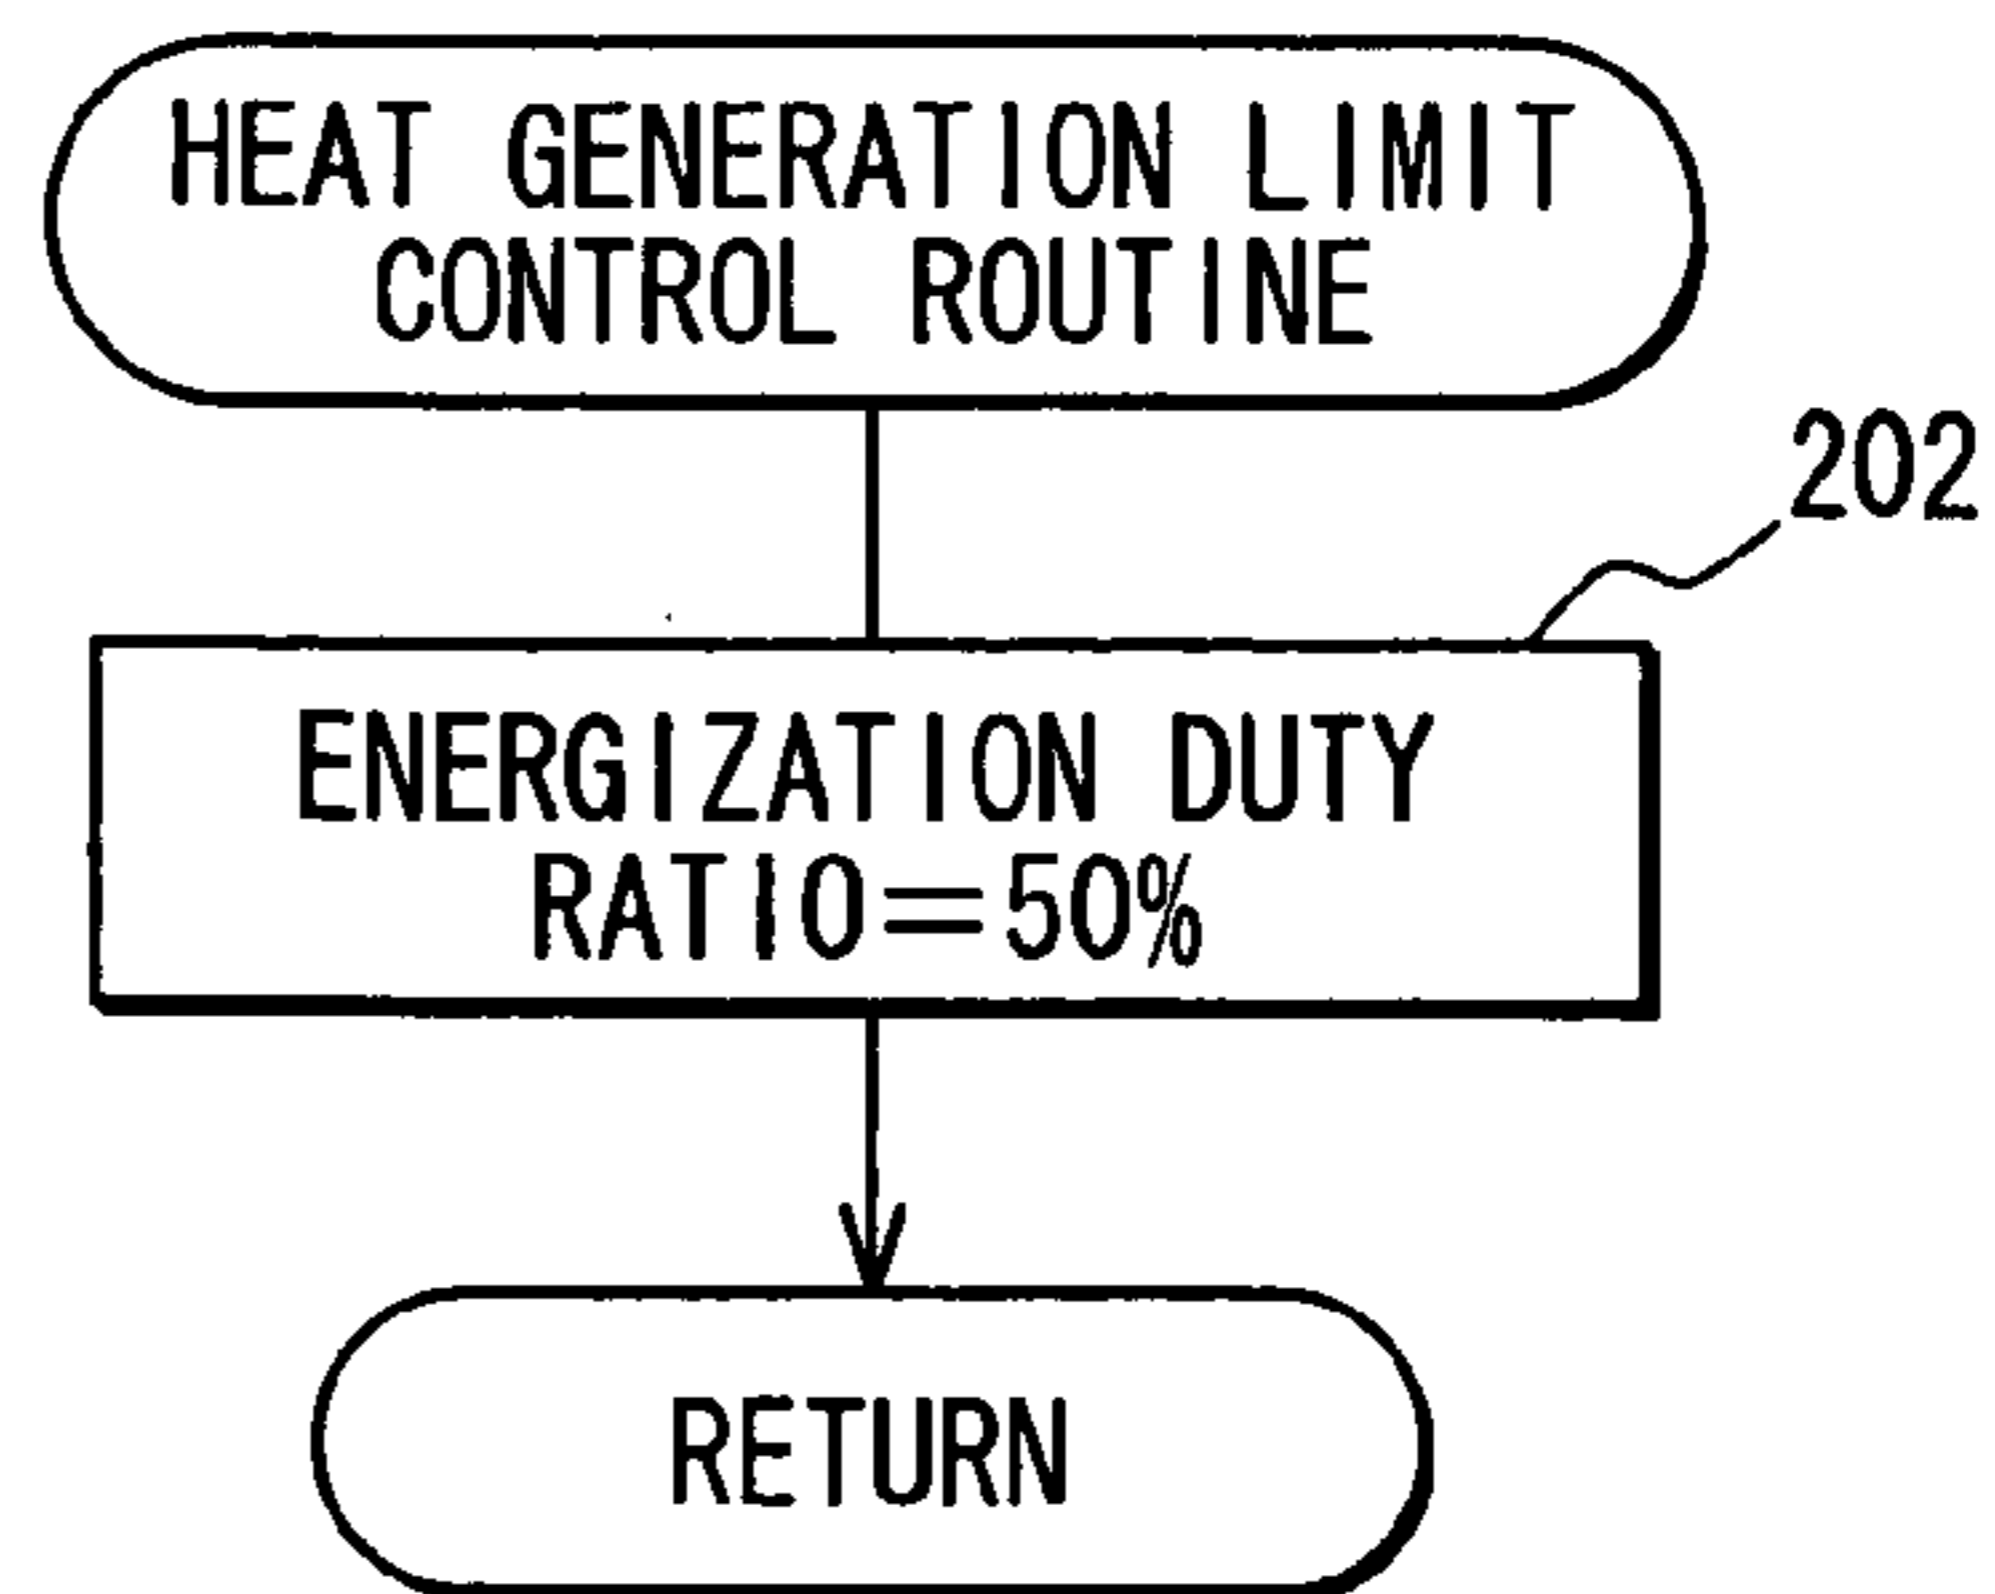 HEAT GENERATION LIMIT
CONTROL ROUTINE
202
ENERGIZATION DUTY
RATIO=50%
RETURN